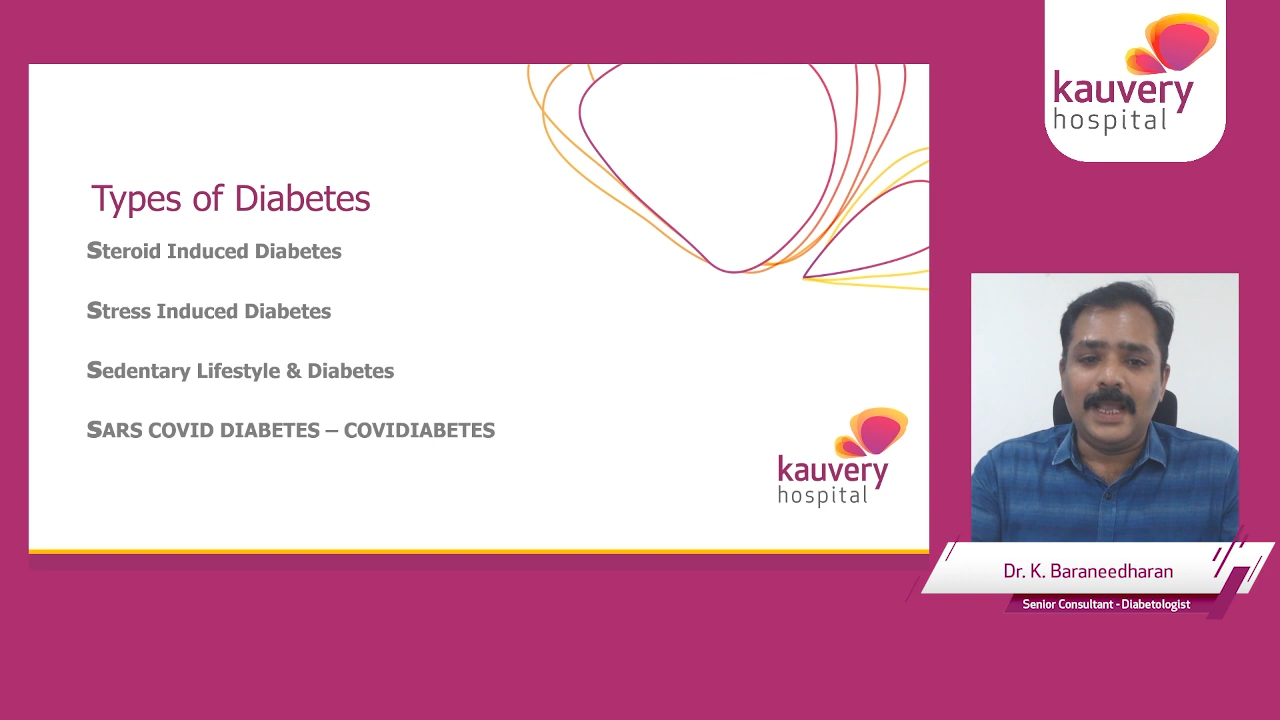 kauvery
hospital
Types of Diabetes
Steroid Induced Diabetes
Stress Induced Diabetes
Sedentary Lifestyle & Diabetes
SARS COVID DIABETES – COVIDIABETES
kauvery
hospital
Dr. K. Baraneedharan
Senior Consultant - Diabetologist